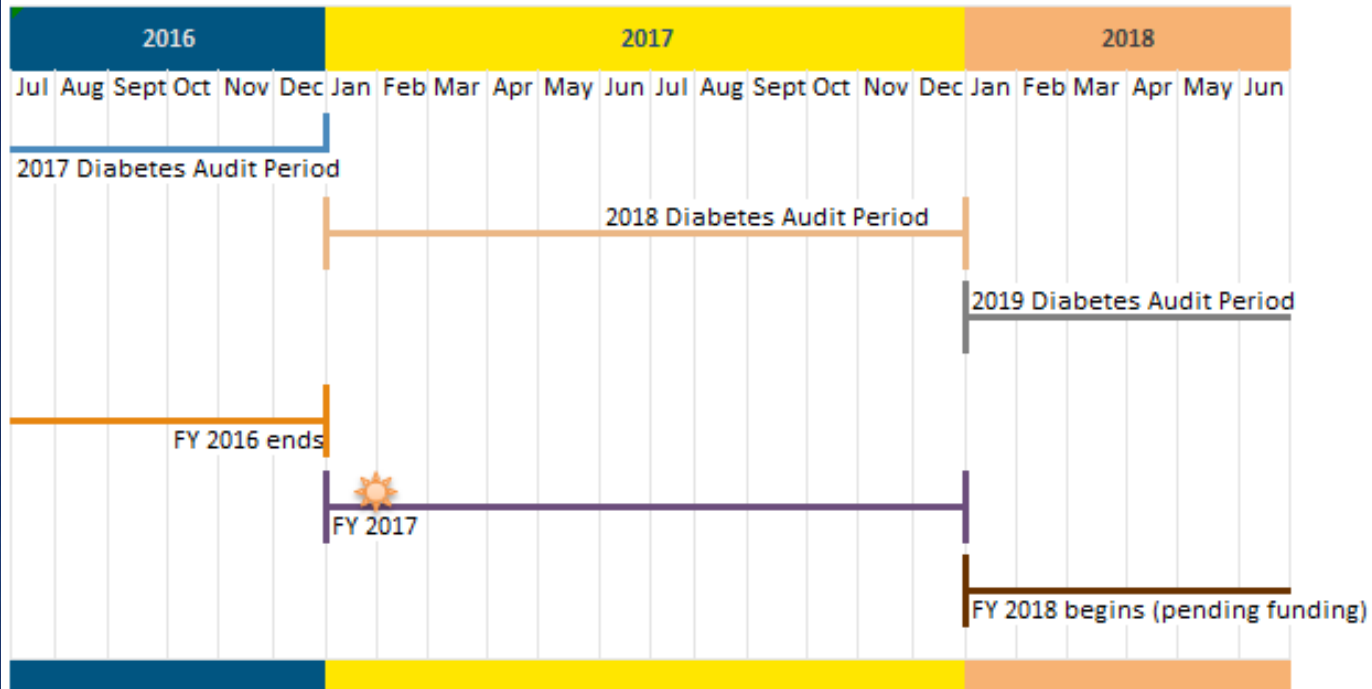 2016 2017 2018
Jul Aug Sept Oct Nov Dec Jan Feb Mar Apr May Jun Jul Aug Sept Oct Nov Dec Jan Feb Mar Apr May Jun
2017 Diabetes Audit Period
2018 Diabetes Audit Period
2019 Diabetes Audit Period
FY 2016 ends
FY 2017
FY 2018 begins (pending funding)